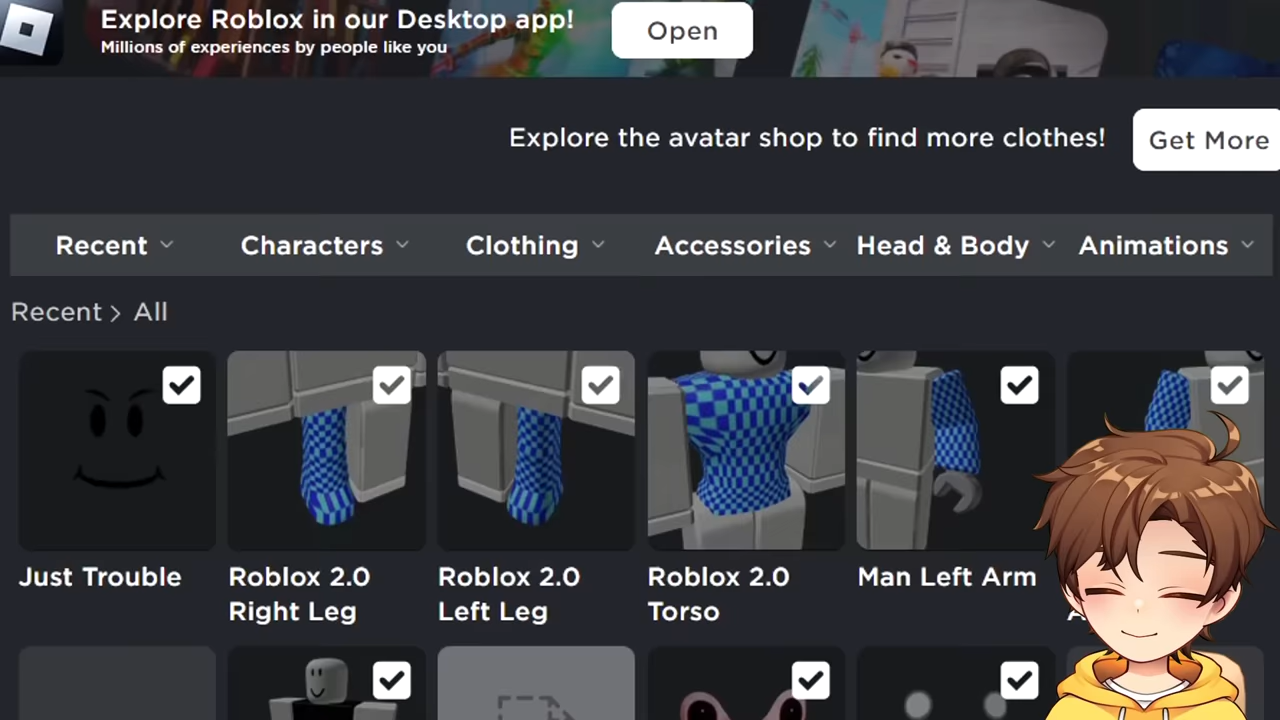 Explore Roblox in our Desktop app!
Millions of experiences by people like you
Open
Explore the avatar shop to find more clothes!
Get More
Recent
Characters
Clothing
Accessories
Head & Body
Animations
Recent > All
Just Trouble
Roblox 2.0
Right Leg
Roblox 2.0
Left Leg
Roblox 2.0
Torso
Man Left Arm